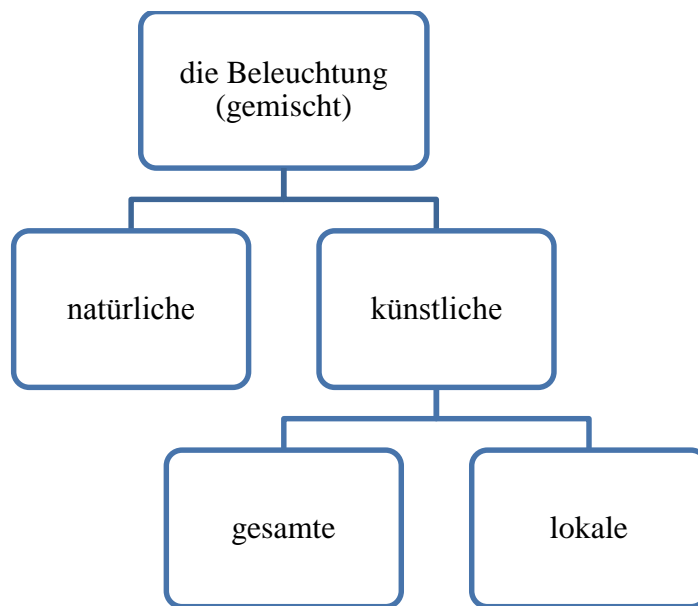 die Beleuchtung
(gemischt)
natürliche
künstliche
gesamte
lokale